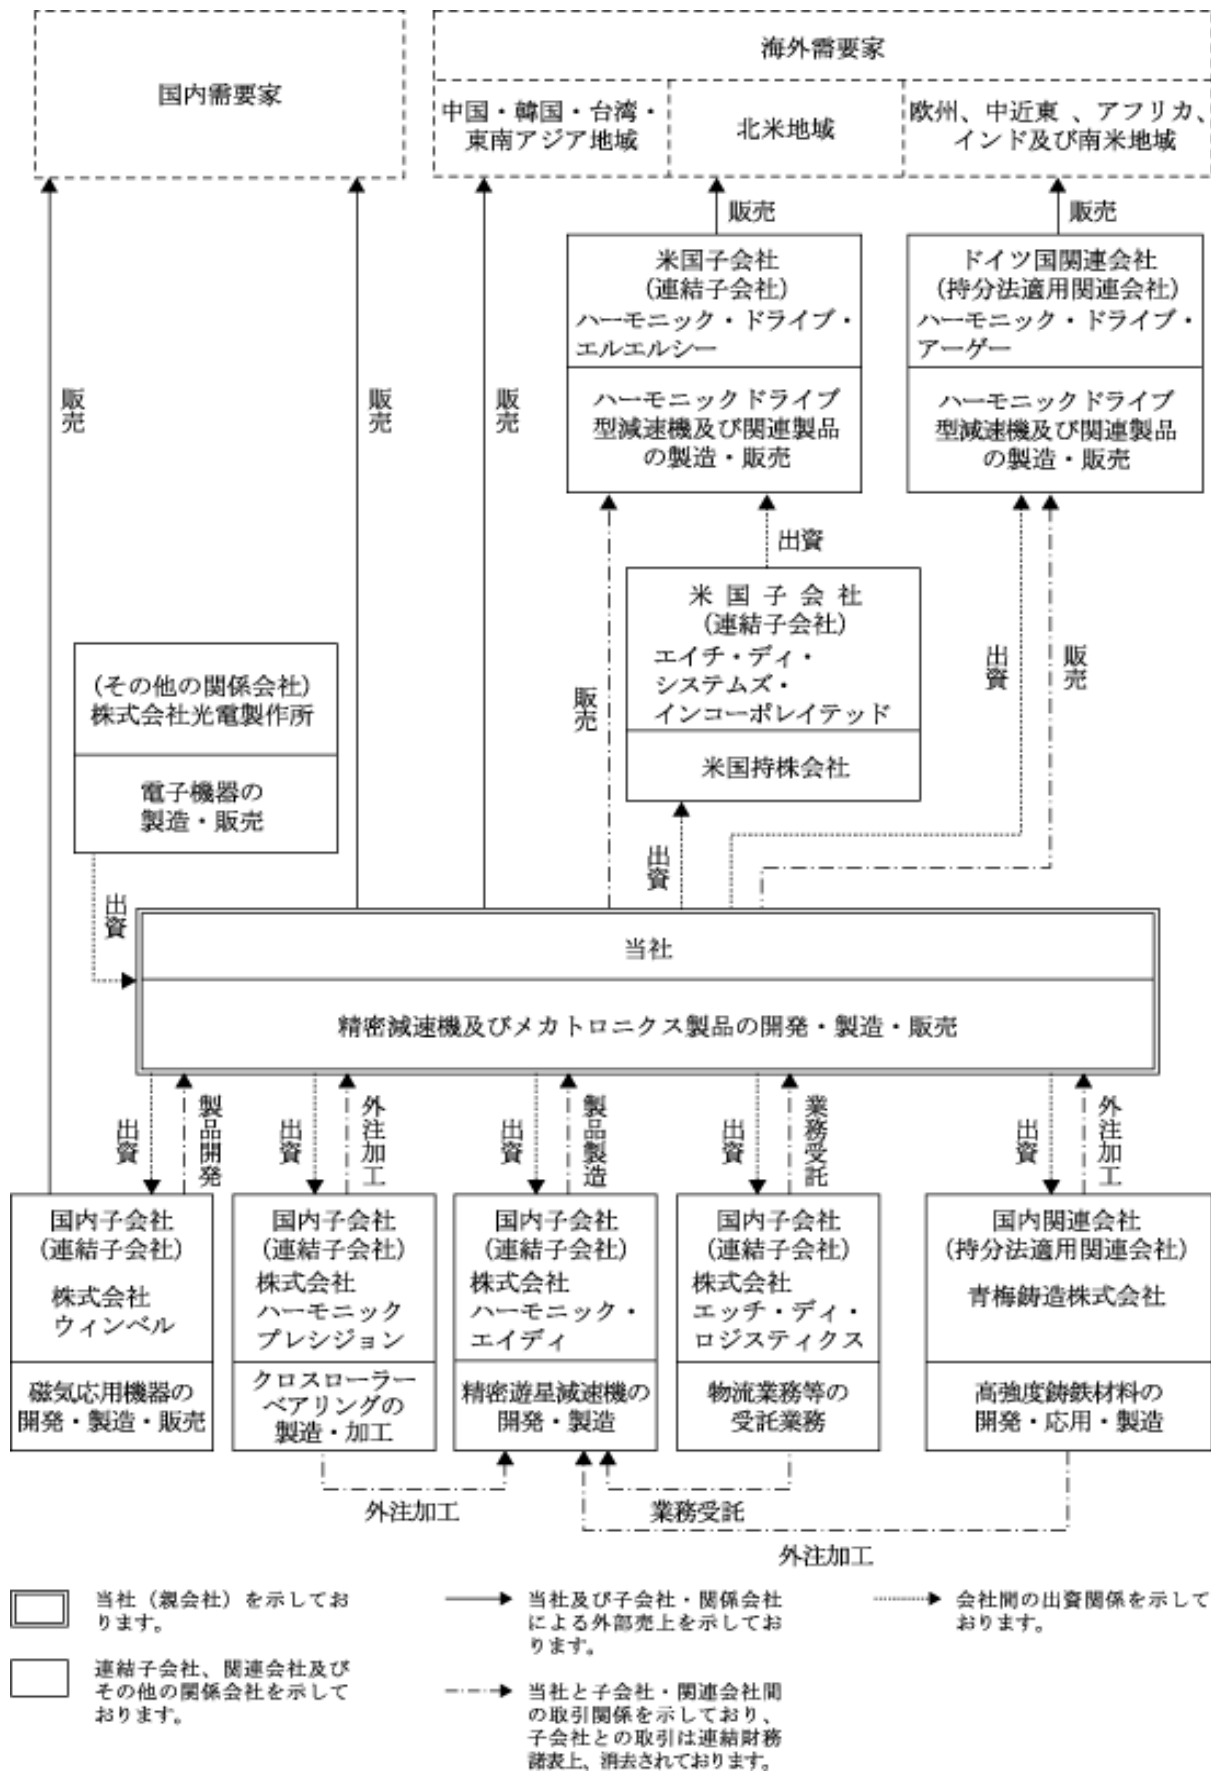 国内需要家
海外需要家
中国・韓国・台湾・
東南アジア地域
北米地域
欧州、中近東、アフリカ、
インド及び南米地域
販売
販売
米国子会社
(連結子会社)
ハーモニック・ドライブ・
エルエルシー
ハーモニックドライブ
型減速機及び関連製品
の製造・販売
ドイツ国関連会社
(持分法適用関連会社)
ハーモニック・ドライブ・
アーゲー
ハーモニックドライブ
型減速機及び関連製品
の製造・販売
販売
販売
販売
出資
米国子会社
(連結子会社)
エイチ・ディ・
システムズ・
インコーポレイテッド
米国持株会社
販売
出資
販売
(その他の関係会社)
株式会社光電製作所
電子機器の
製造・販売
出資
出資
当社
精密減速機及びメカトロニクス製品の開発・製造・販売
出資
製品開発
出資
外注加工
出資
製品製造
出資
業務受託
出資
外注加工
国内子会社
(連結子会社)
株式会社
ウィンベル
磁気応用機器の
開発・製造・販売
国内子会社
(連結子会社)
株式会社
ハーモニック
プレシジョン
クロスローラー
ベアリングの
製造・加工
国内子会社
(連結子会社)
株式会社
ハーモニック・
エイディ
精密遊星減速機の
開発・製造
国内子会社
(連結子会社)
株式会社
エッチ・ディ・
ロジスティクス
物流業務等の
受託業務
国内関連会社
(持分法適用関連会社)
青梅鋳造株式会社
高強度鋳鉄材料の
開発・応用・製造
外注加工
業務受託
外注加工
当社（親会社）を示してお
ります。
連結子会社、関連会社及び
その他の関係会社を示して
おります。
当社及び子会社・関係会社
による外部売上を示してお
ります。
当社と子会社・関連会社間
の取引関係を示しており、
子会社との取引は連結財務
諸表上、消去されております。
会社間の出資関係を示して
おります。